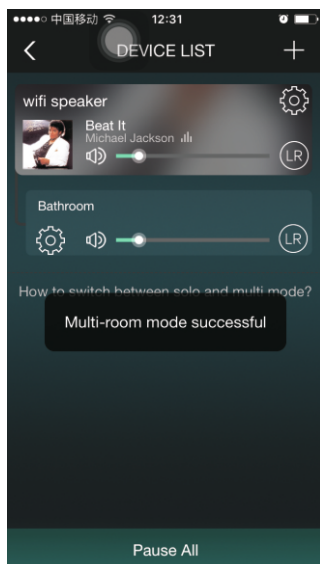 中国移动 12:31
DEVICE LIST
wifi speaker
Beat It
Michael Jackson
LR
Bathroom
LR
How to switch between solo and multi mode?
Multi-room mode successful
Pause All